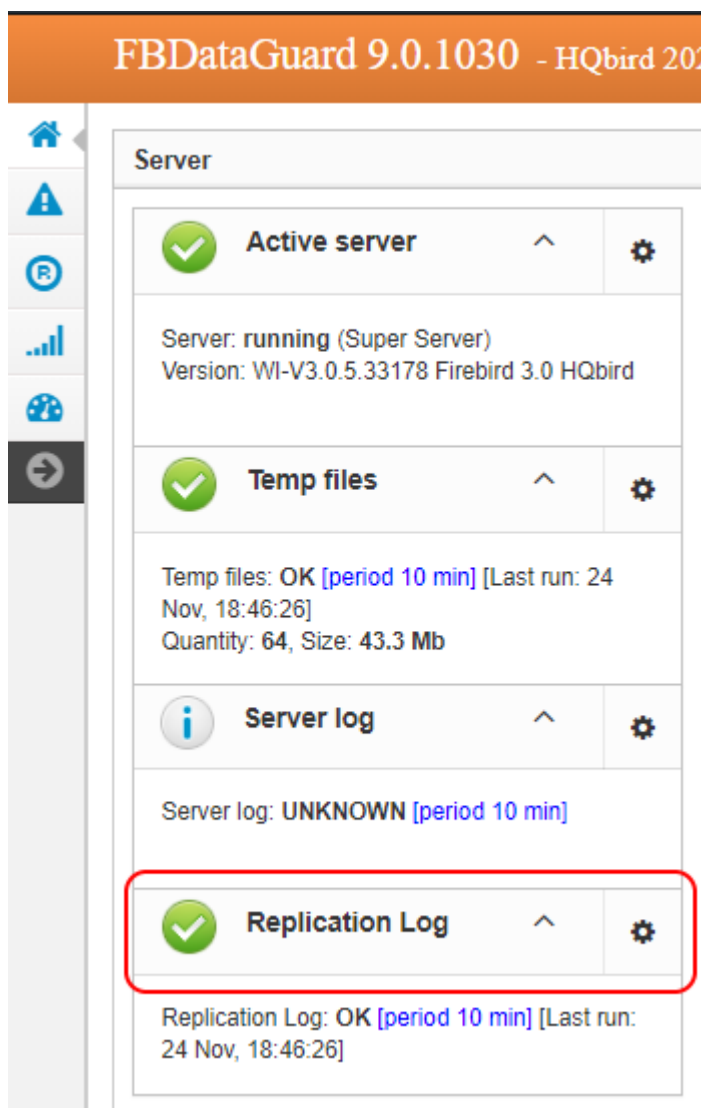 FBDataGuard 9.0.1030 - HQbird 202
Server
Active server
Server: running (Super Server)
Version: WI-V3.0.5.33178 Firebird 3.0 HQbird
Temp files
Temp files: OK [period 10 min] [Last run: 24
Nov, 18:46:26]
Quantity: 64, Size: 43.3 Mb
Server log
Server log: UNKNOWN [period 10 min]
Replication Log
Replication Log: OK [period 10 min] [Last run:
24 Nov, 18:46:26]